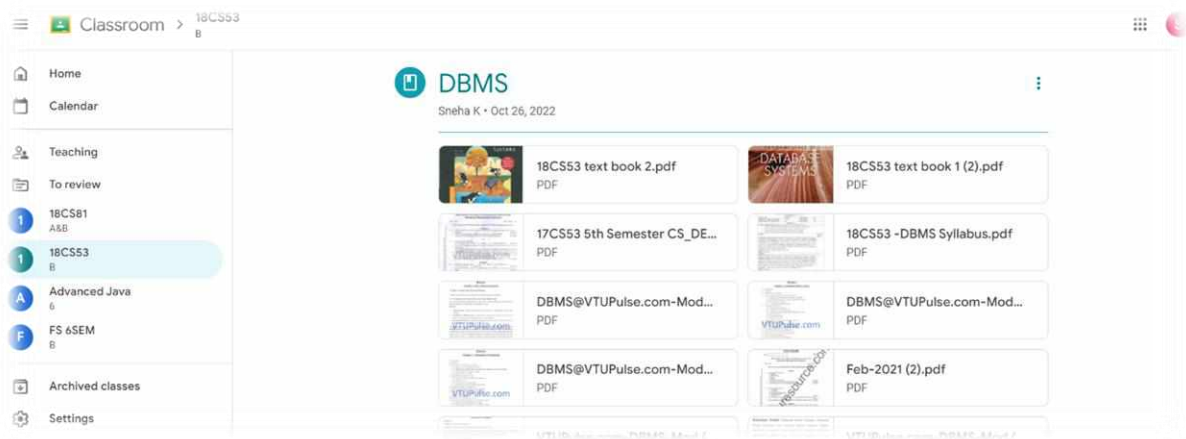 Classroom > 18CS53
B
Home
Calendar
Teaching
To review
1 18CS81
A&B
1 18CS53
B
A Advanced Java
6
F FS 6SEM
B
Archived classes
Settings
DBMS
Sneha K • Oct 26, 2022
18CS53 text book 2.pdf
PDF
DATABASE
SYSTEMS
18CS53 text book 1 (2).pdf
PDF
17CS53 5th Semester CS_DE...
PDF
18CS53 -DBMS Syllabus.pdf
PDF
VTUPulse.com
DBMS@VTUPulse.com-Mod...
PDF
VTUPulse.com
DBMS@VTUPulse.com-Mod...
PDF
VTUPulse.com
DBMS@VTUPulse.com-Mod...
PDF
Feb-2021 (2).pdf
PDF